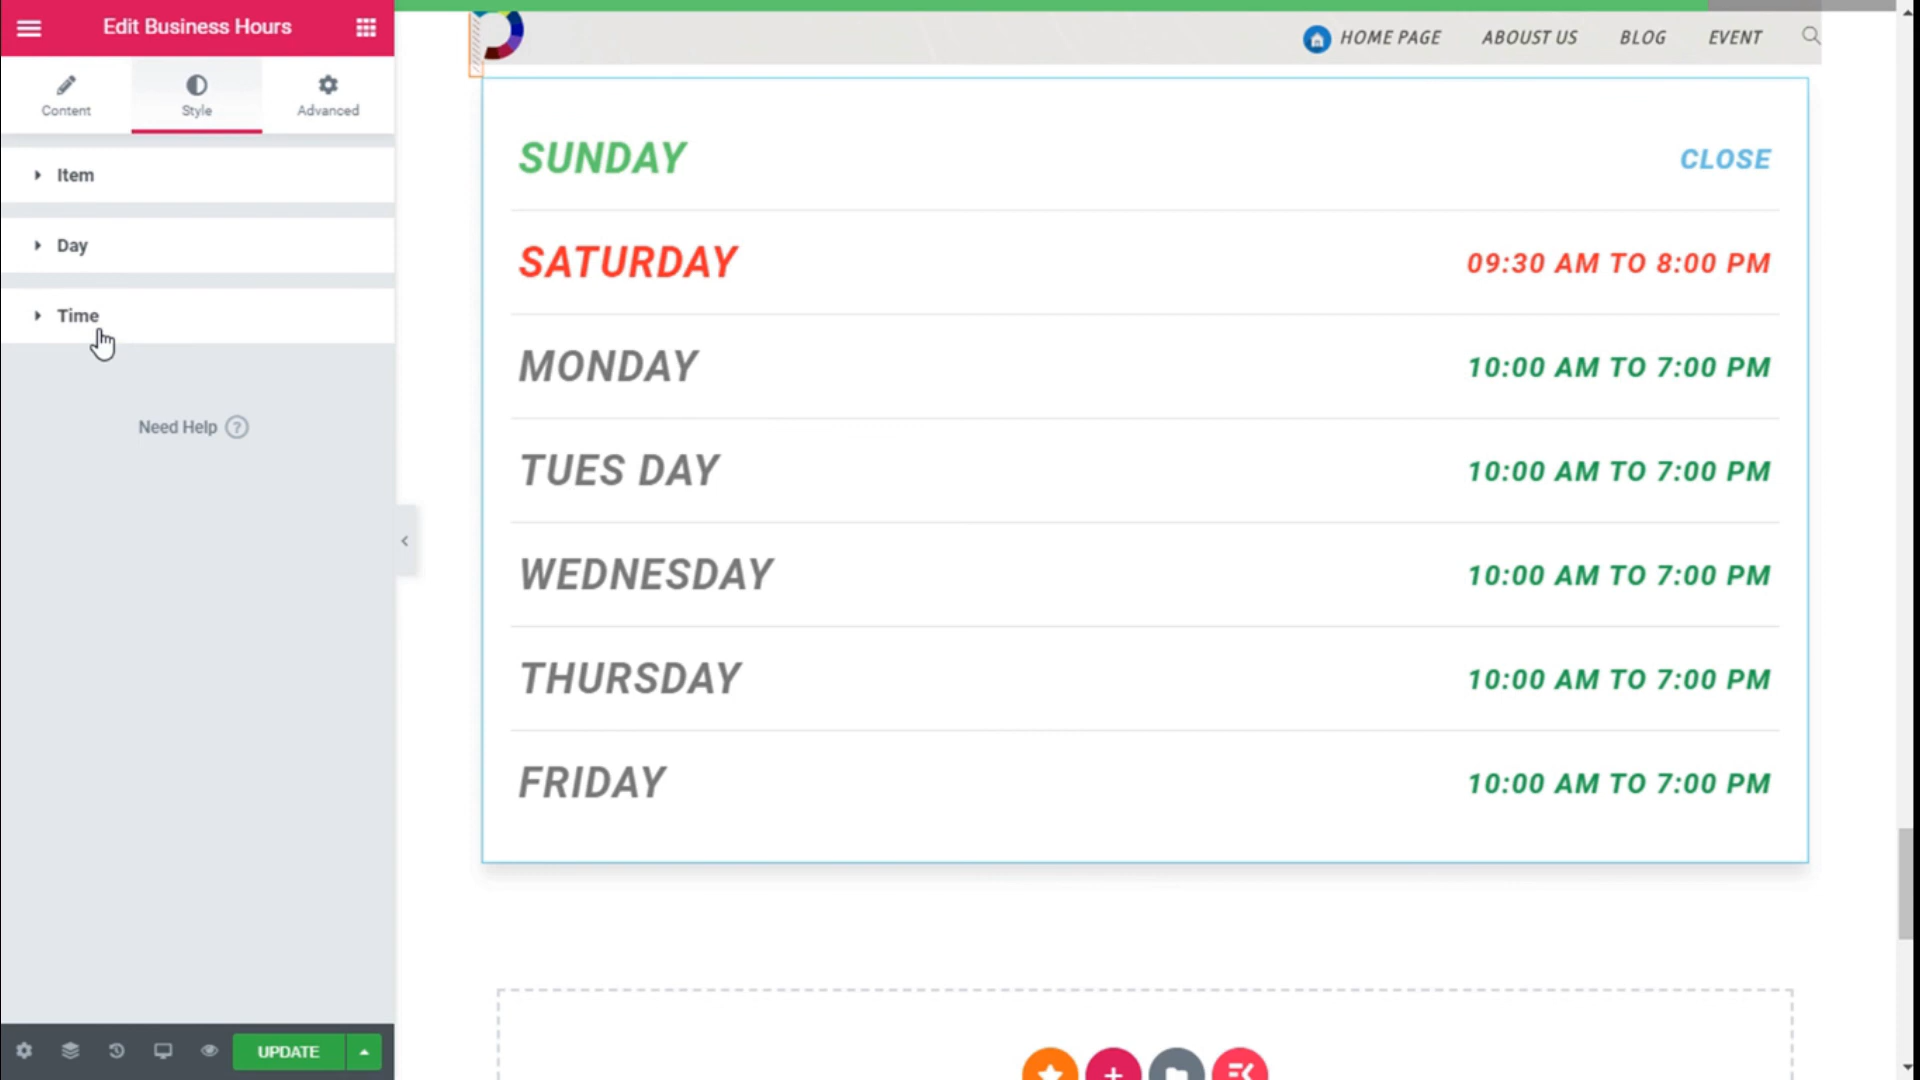 Edit Business Hours
Content
Style
Advanced
Item
Day
Time
Need Help ?
UPDATE
HOME PAGE
ABOUST US
BLOG
EVENT
SUNDAY
CLOSE
SATURDAY
09:30 AM TO 8:00 PM
MONDAY
10:00 AM TO 7:00 PM
TUES DAY
10:00 AM TO 7:00 PM
WEDNESDAY
10:00 AM TO 7:00 PM
THURSDAY
10:00 AM TO 7:00 PM
FRIDAY
10:00 AM TO 7:00 PM